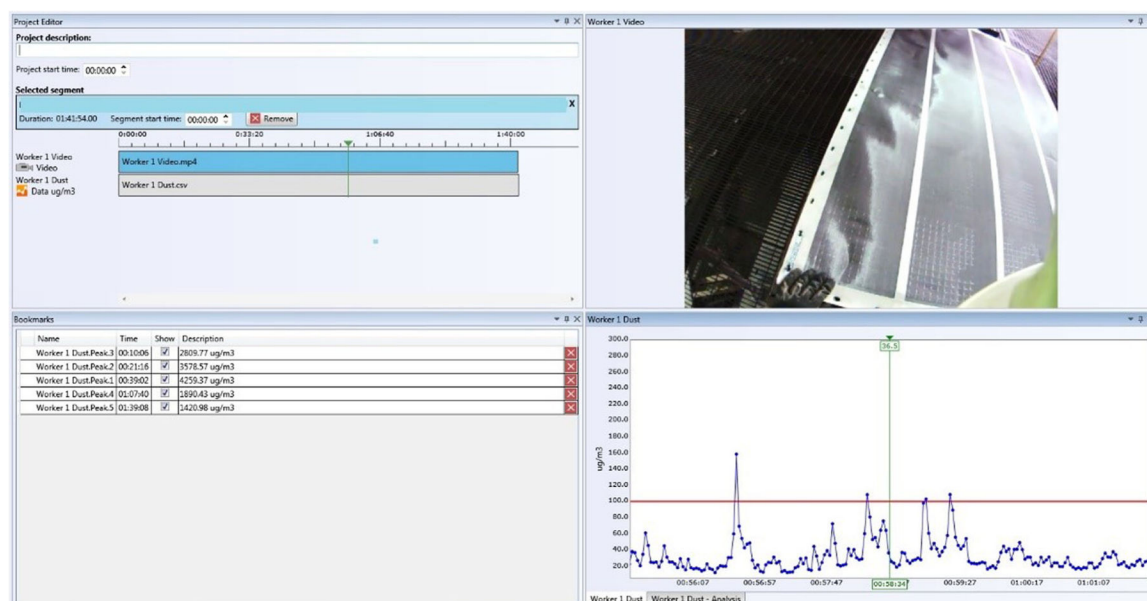 Project Editor
Project description:
Project start time: 00:00:00
Selected segment
X
Duration: 01:41:54.00 Segment start time: 00:00:00 Remove
0:00:00 0:33:20 1:06:40 1:40:00
Worker 1 Video
Video
Worker 1 Video.mp4
Worker 1 Dust
Data ug/m3
Worker 1 Dust.csv
Worker 1 Video
Bookmarks
Name Time Show Description
Worker 1 Dust.Peak.3 00:10:06 2809.77 ug/m3
Worker 1 Dust.Peak.2 00:21:16 3578.57 ug/m3
Worker 1 Dust.Peak.1 00:39:02 4259.37 ug/m3
Worker 1 Dust.Peak.4 01:07:40 1890.43 ug/m3
Worker 1 Dust.Peak.5 01:39:08 1420.98 ug/m3
Worker 1 Dust
300.0
280.0
260.0
240.0
220.0
200.0
180.0
160.0
140.0
120.0
100.0
80.0
60.0
40.0
20.0
ug/m3
36.5
00:56:07 00:56:57 00:57:47 00:58:34 00:59:27 01:00:17 01:01:07
Worker 1 Dust Worker 1 Dust - Analysis